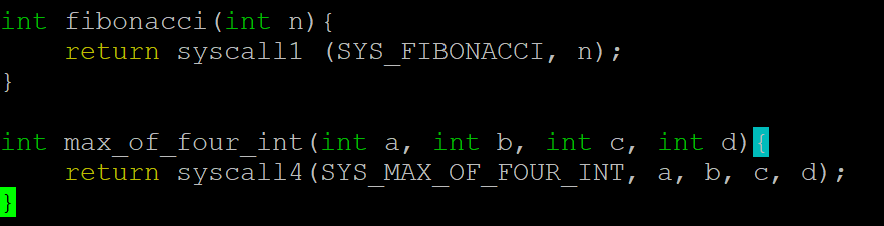 int fibonacci(int n){
    return syscall1 (SYS_FIBONACCI, n);
}

int max_of_four_int(int a, int b, int c, int d){
    return syscall4(SYS_MAX_OF_FOUR_INT, a, b, c, d);
}